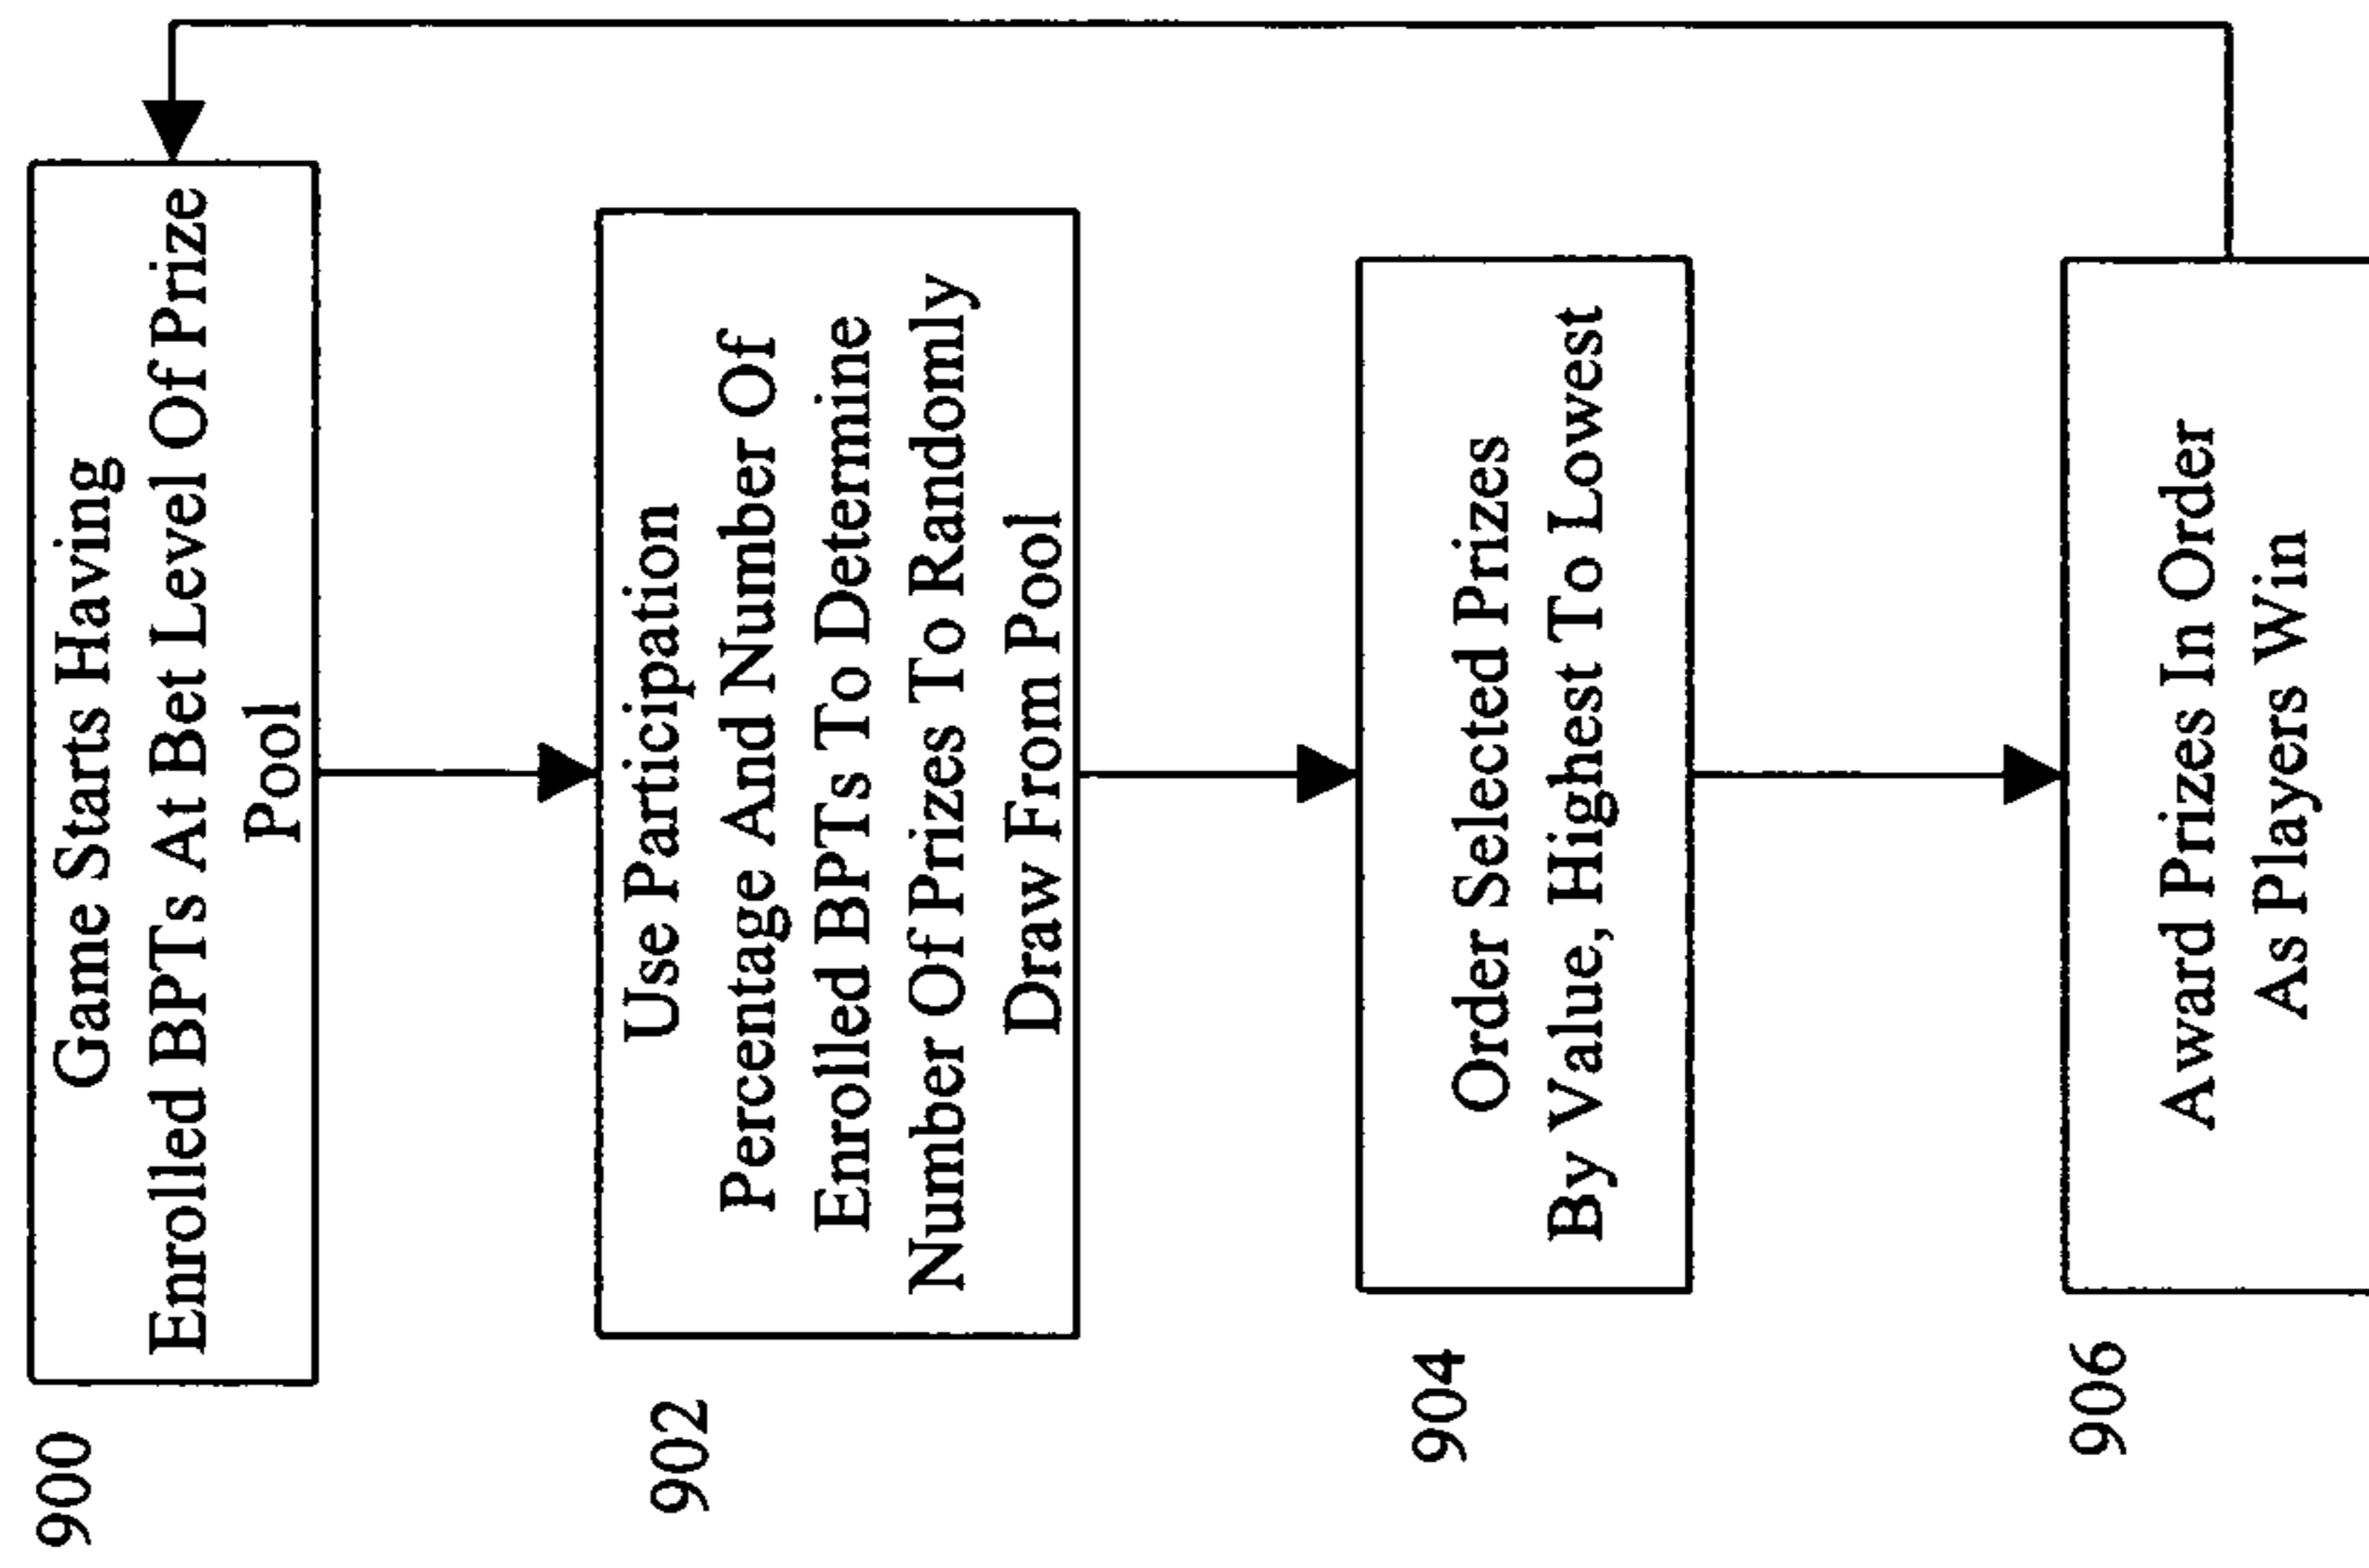 900
Game Starts Having
Enrolled BPTs At Bet Level Of Prize
Pool
902
Use Participation
Percentage And Number Of
Enrolled BPTs To Determine
Number Of Prizes To Randomly
Draw From Pool
904
Order Selected Prizes
By Value, Highest To Lowest
906
Award Prizes In Order
As Players Win